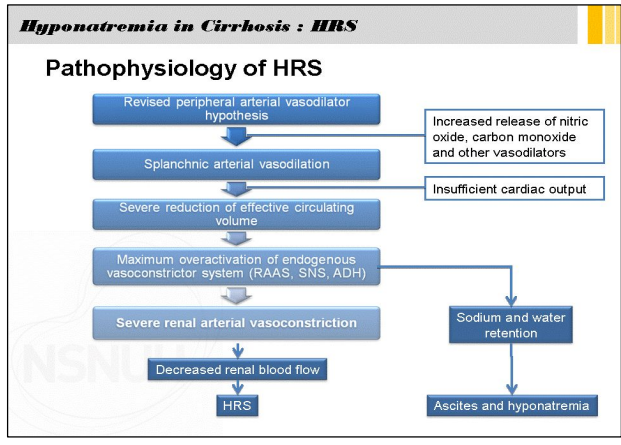 Hyponatremia in Cirrhosis : HRS
Pathophysiology of HRS
Revised peripheral arterial vasodilator
hypothesis
Increased release of nitric
oxide, carbon monoxide
and other vasodilators
Splanchnic arterial vasodilation
Insufficient cardiac output
Severe reduction of effective circulating
volume
Maximum overactivation of endogenous
vasoconstrictor system (RAAS, SNS, ADH)
Severe renal arterial vasoconstriction
Sodium and water
retention
Decreased renal blood flow
HRS
Ascites and hyponatremia